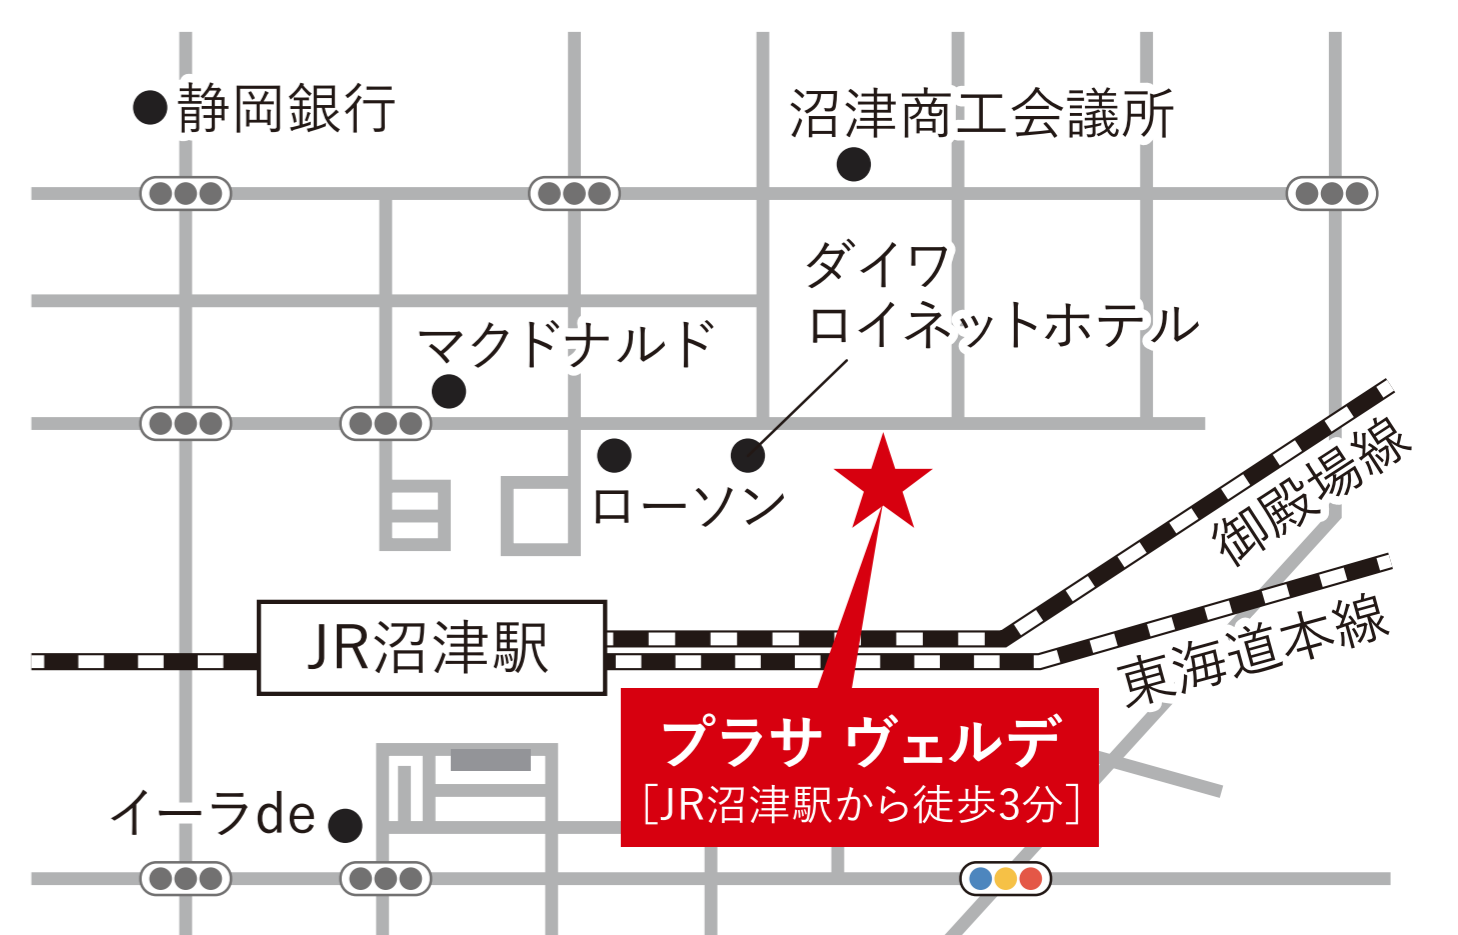 静岡銀行
沼津商工会議所
ダイワ
ロイネットホテル
マクドナルド
ローソン
御殿場線
JR沼津駅
東海道本線
プラサ ヴェルデ
[JR沼津駅から徒歩3分]
イーラde